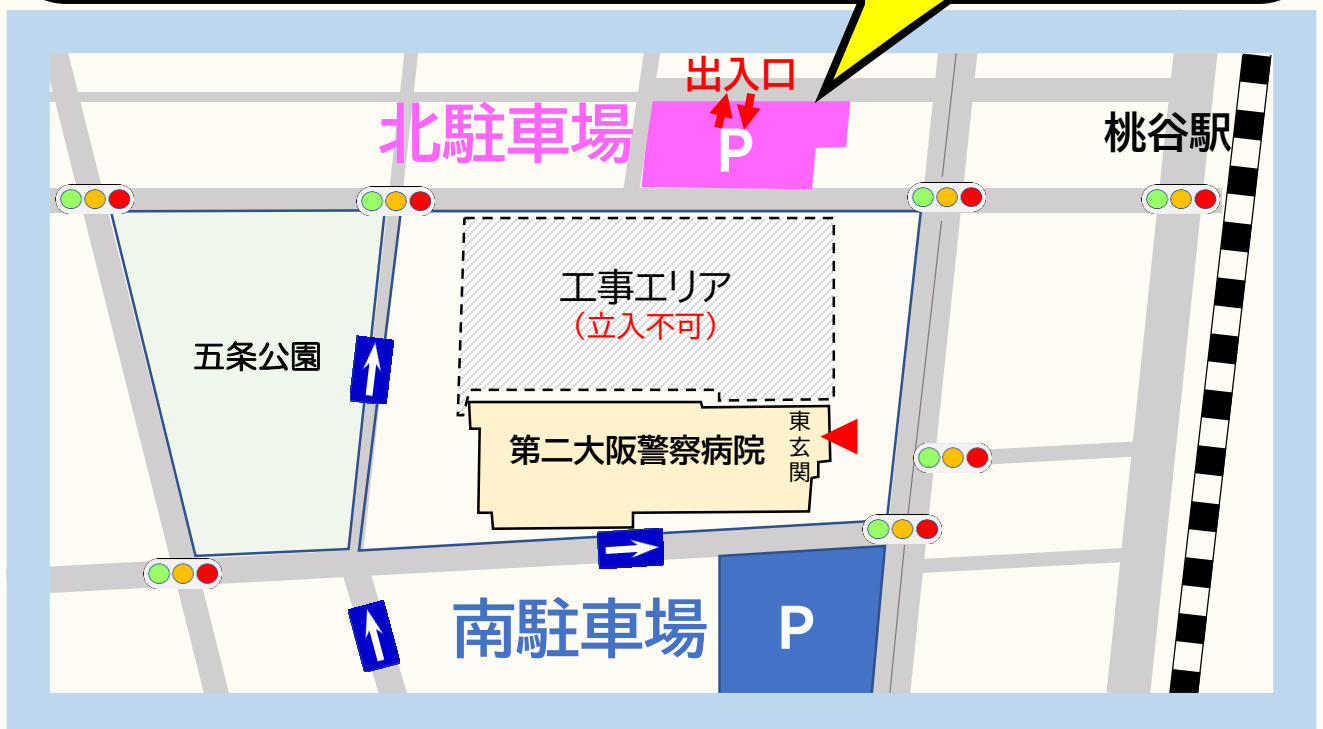 出入口
北駐車場
P
桃谷駅
工事エリア
（立入不可）
五条公園
第二大阪警察病院
東玄関
南駐車場
P